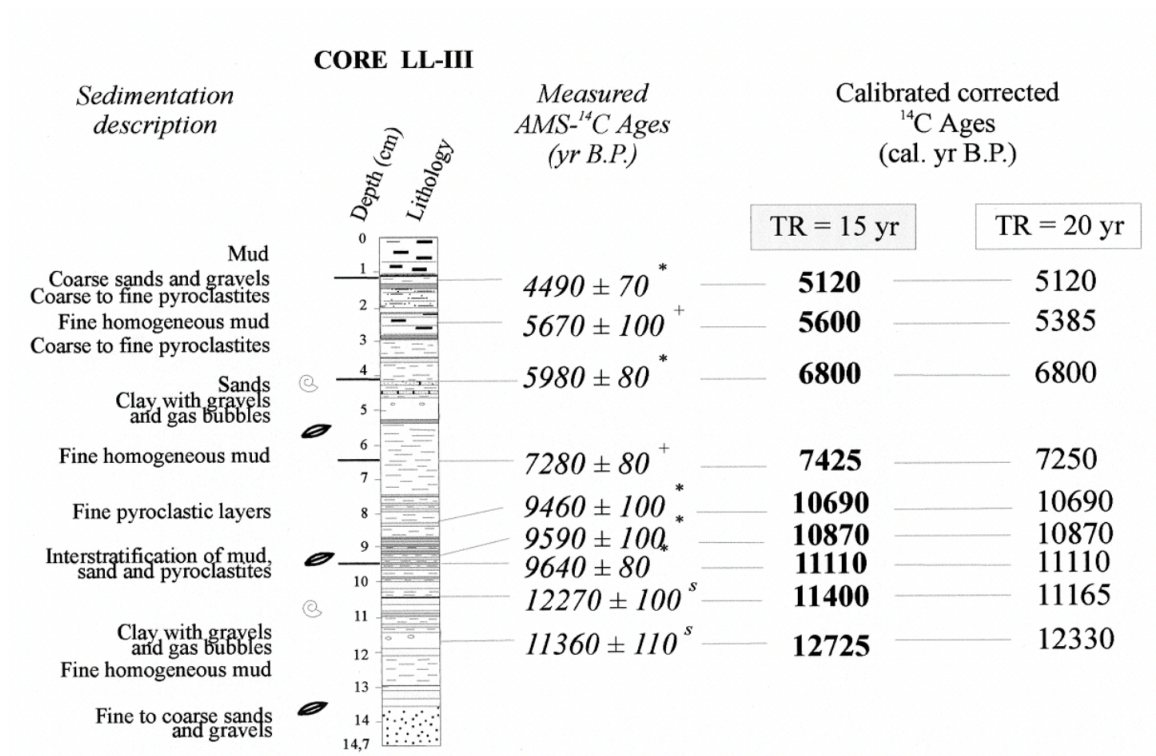 CORE LL-III
Sedimentation
description
Depth (cm)
Lithology
Measured
AMS-¹⁴C Ages
(yr B.P.)
Calibrated corrected
¹⁴C Ages
(cal. yr B.P.)
TR = 15 yr
TR = 20 yr
0
Mud
1
Coarse sands and gravels
4490 ± 70 *
5120
5120
Coarse to fine pyroclastites
2
Fine homogeneous mud
5670 ± 100 +
5600
5385
3
Coarse to fine pyroclastites
4
Sands
5980 ± 80 *
6800
6800
Clay with gravels
and gas bubbles
5
6
Fine homogeneous mud
7280 ± 80 +
7425
7250
7
9460 ± 100 *
10690
10690
Fine pyroclastic layers
8
9590 ± 100 *
10870
10870
9
Interstratification of mud,
sand and pyroclastites
9640 ± 80 *
11110
11110
10
12270 ± 100 s
11400
11165
11
Clay with gravels
and gas bubbles
11360 ± 110 s
12725
12330
12
Fine homogeneous mud
13
Fine to coarse sands
and gravels
14
14,7